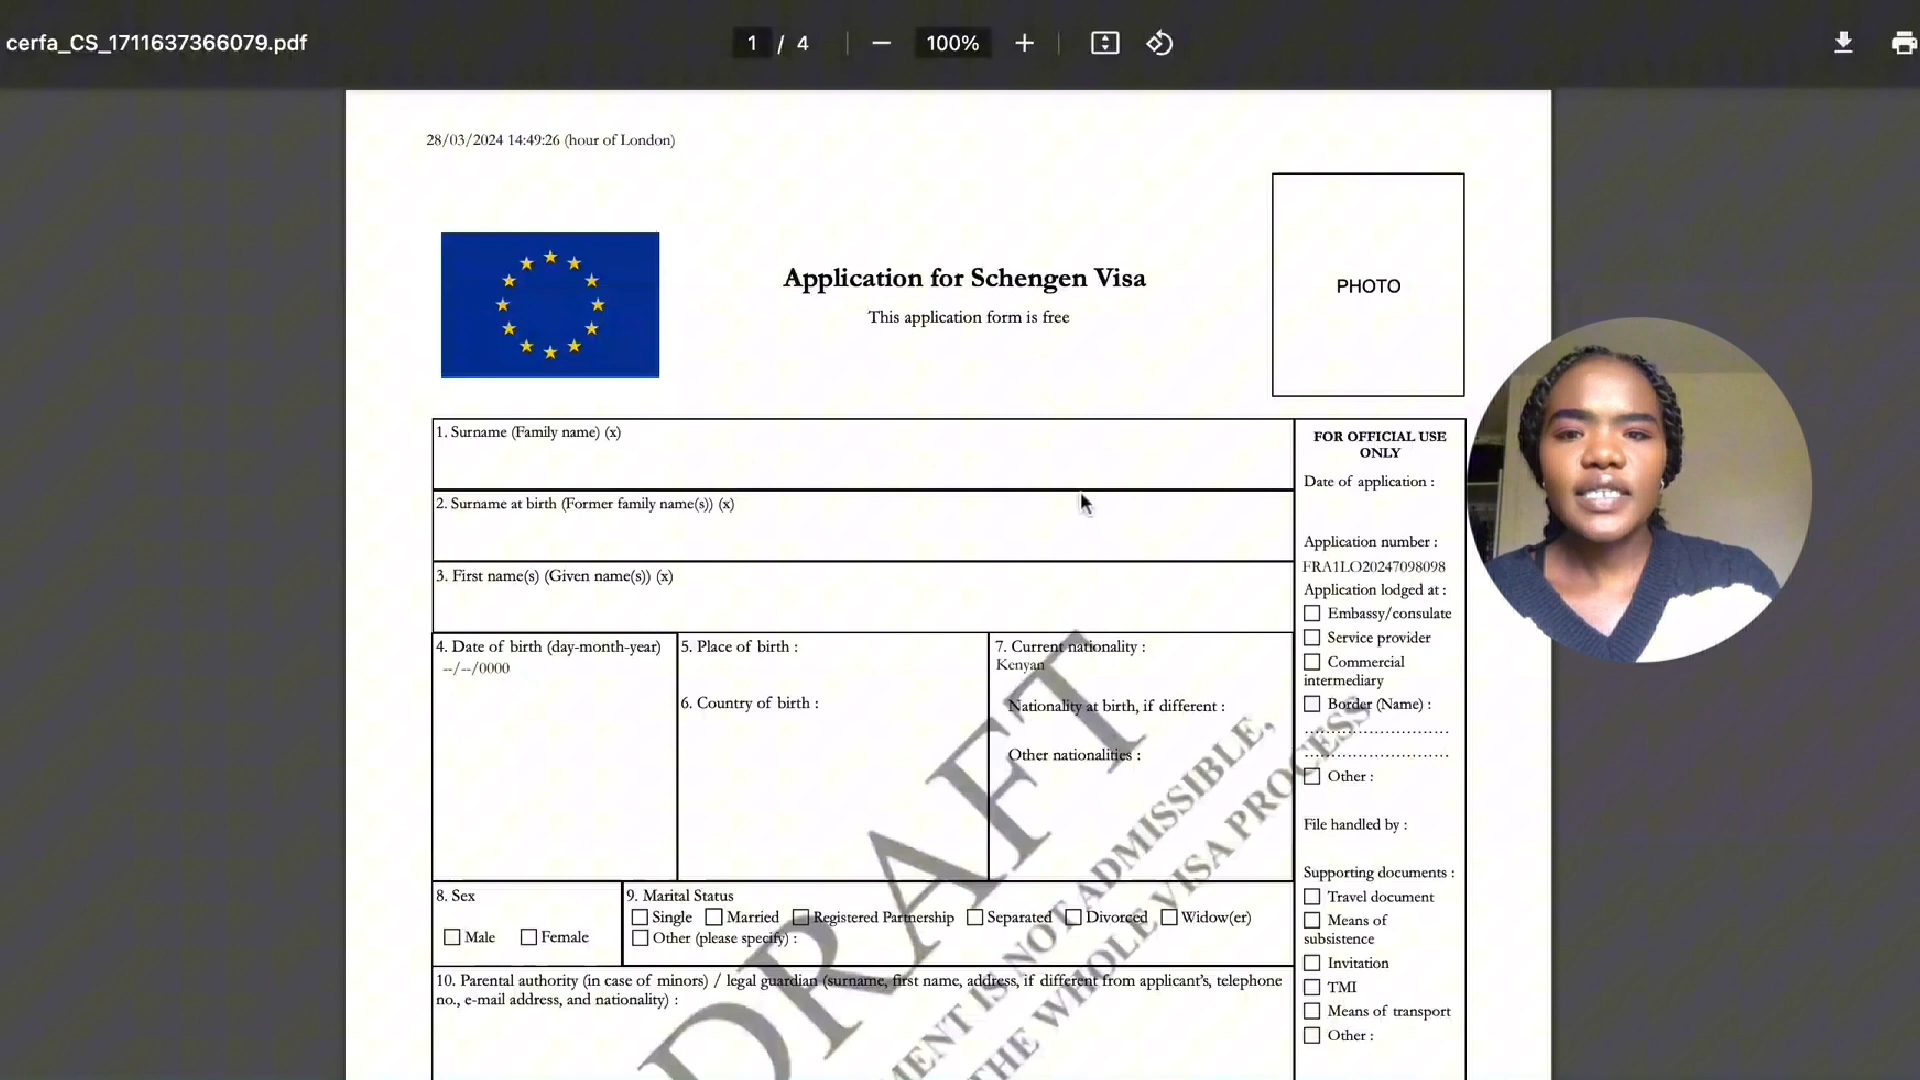 cerfa_CS_1711637366079.pdf
1 / 4
100%
28/03/2024 14:49:26 (hour of London)
Application for Schengen Visa
This application form is free
PHOTO
1. Surname (Family name) (x)
2. Surname at birth (Former family name(s)) (x)
3. First name(s) (Given name(s)) (x)
4. Date of birth (day-month-year)
--/--/0000
5. Place of birth :
6. Country of birth :
7. Current nationality :
Kenyan
Nationality at birth, if different :
Other nationalities :
8. Sex
Male Female
9. Marital Status
Single Married Registered Partnership Separated Divorced Widow(er)
Other (please specify) :
10. Parental authority (in case of minors) / legal guardian (surname, first name, address, if different from applicant's, telephone
no., e-mail address, and nationality) :
FOR OFFICIAL USE
ONLY
Date of application :
Application number :
FRA1LO20247098098
Application lodged at :
Embassy/consulate
Service provider
Commercial
intermediary
Border (Name) :
...........................
...........................
Other :
File handled by :
Supporting documents :
Travel document
Means of
subsistence
Invitation
TMI
Means of transport
Other :
DRAFT
IS NOT ADMISSIBLE,
THE WHOLE VISA PROCESS